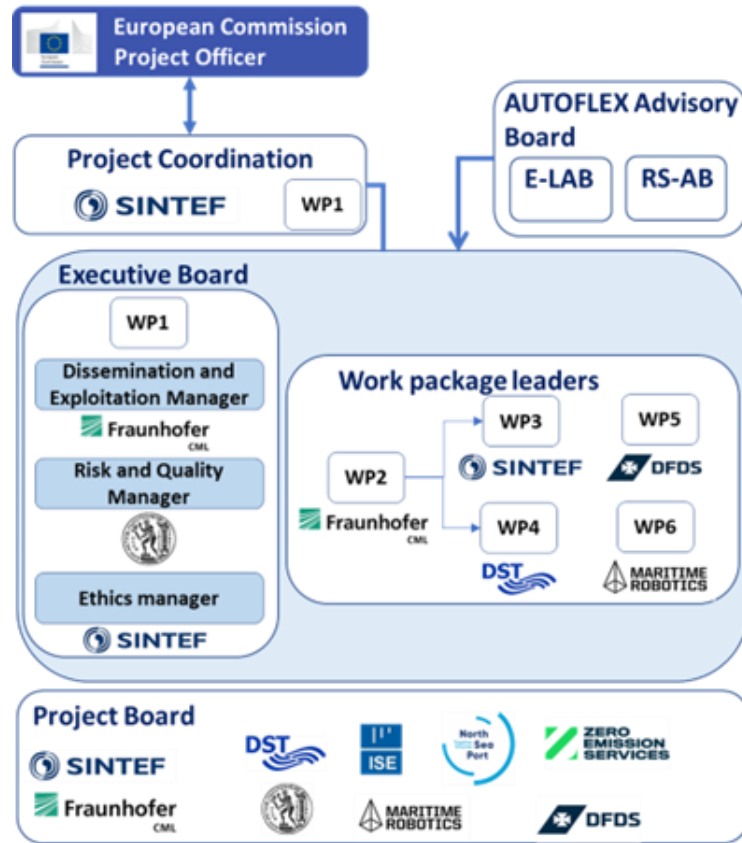 European Commission
Project Officer
AUTOFLEX Advisory
Board
E-LAB
RS-AB
Project Coordination
SINTEF
WP1
Executive Board
WP1
Dissemination and
Exploitation Manager
Fraunhofer
CML
Risk and Quality
Manager
Ethics manager
SINTEF
Work package leaders
WP2
Fraunhofer
CML
WP3
SINTEF
WP5
DFDS
WP4
DST
WP6
MARITIME
ROBOTICS
Project Board
SINTEF
DST
ISE
North
Sea
Port
ZERO
EMISSION
SERVICES
Fraunhofer
CML
MARITIME
ROBOTICS
DFDS